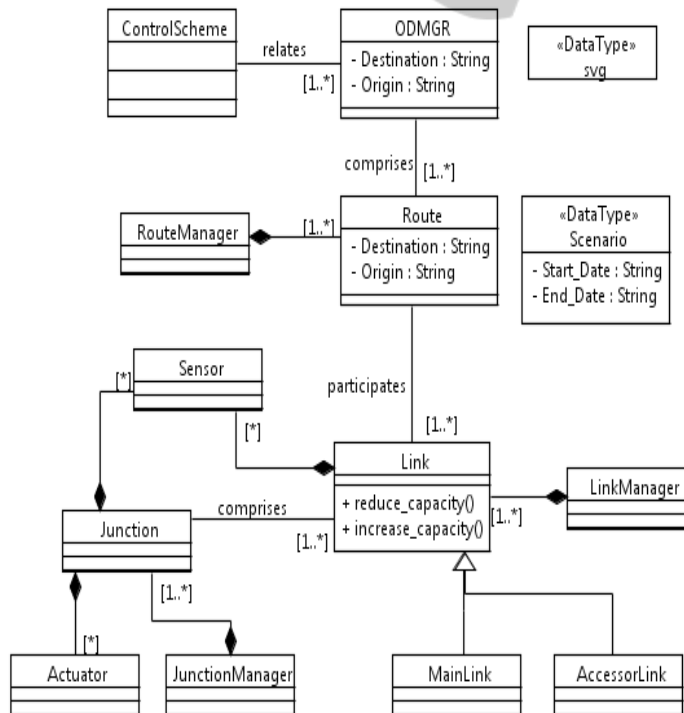 ControlScheme
relates
[1..*]
ODMGR
- Destination : String
- Origin : String
«DataType»
svg
comprises
[1..*]
RouteManager
[1..*]
Route
- Destination : String
- Origin : String
«DataType»
Scenario
- Start_Date : String
- End_Date : String
Sensor
[*]
participates
[1..*]
[*]
Link
+ reduce_capacity()
+ increase_capacity()
LinkManager
[1..*]
comprises
[1..*]
Junction
[1..*]
[*]
Actuator
JunctionManager
MainLink
AccessorLink